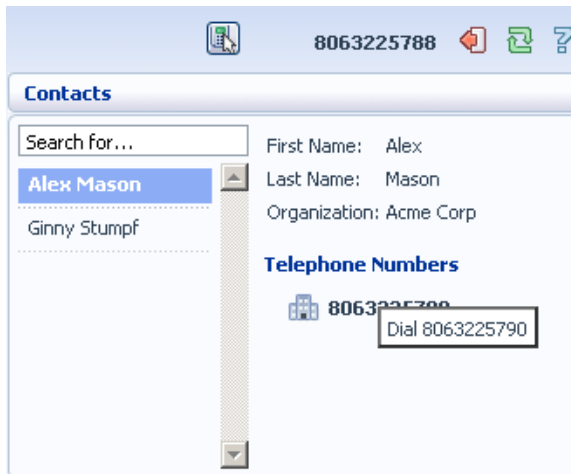 8063225788
Contacts
Search for...
Alex Mason
Ginny Stumpf
First Name: Alex
Last Name: Mason
Organization: Acme Corp
Telephone Numbers
Dial 8063225790